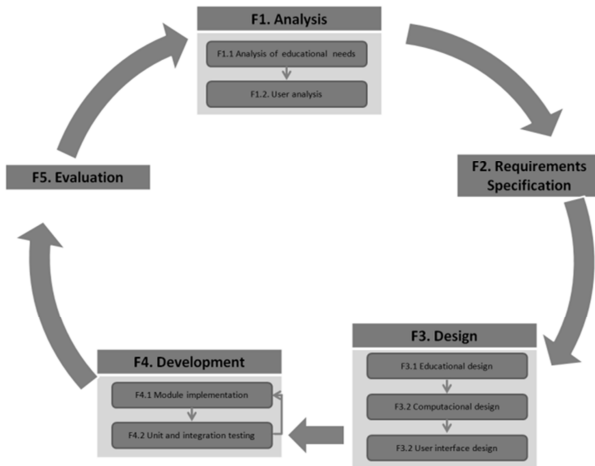 F1. Analysis
F1.1 Analysis of educational needs
F1.2. User analysis
F2. Requirements
Specification
F3. Design
F3.1 Educational design
F3.2 Computacional design
F3.2 User interface design
F4. Development
F4.1 Module implementation
F4.2 Unit and integration testing
F5. Evaluation